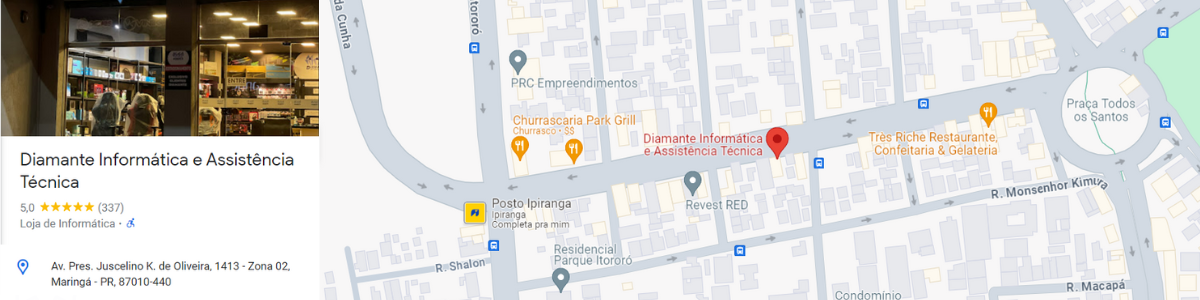 Diamante Informática e Assistência
Técnica
5,0 (337)
Loja de Informática ·
Av. Pres. Juscelino K. de Oliveira, 1413 - Zona 02,
Maringá - PR, 87010-440
da Cunha
Itororó
PRC Empreendimentos
Churrascaria Park Grill
Churrasco · $$
Diamante Informática
e Assistência Técnica
Très Riche Restaurante,
Confeitaria & Gelateria
Praça Todos
os Santos
Revest RED
R. Monsenhor Kimura
Posto Ipiranga
Ipiranga
Completa pra mim
Residencial
Parque Itororó
R. Shalon
R. Macapá
Condomínio